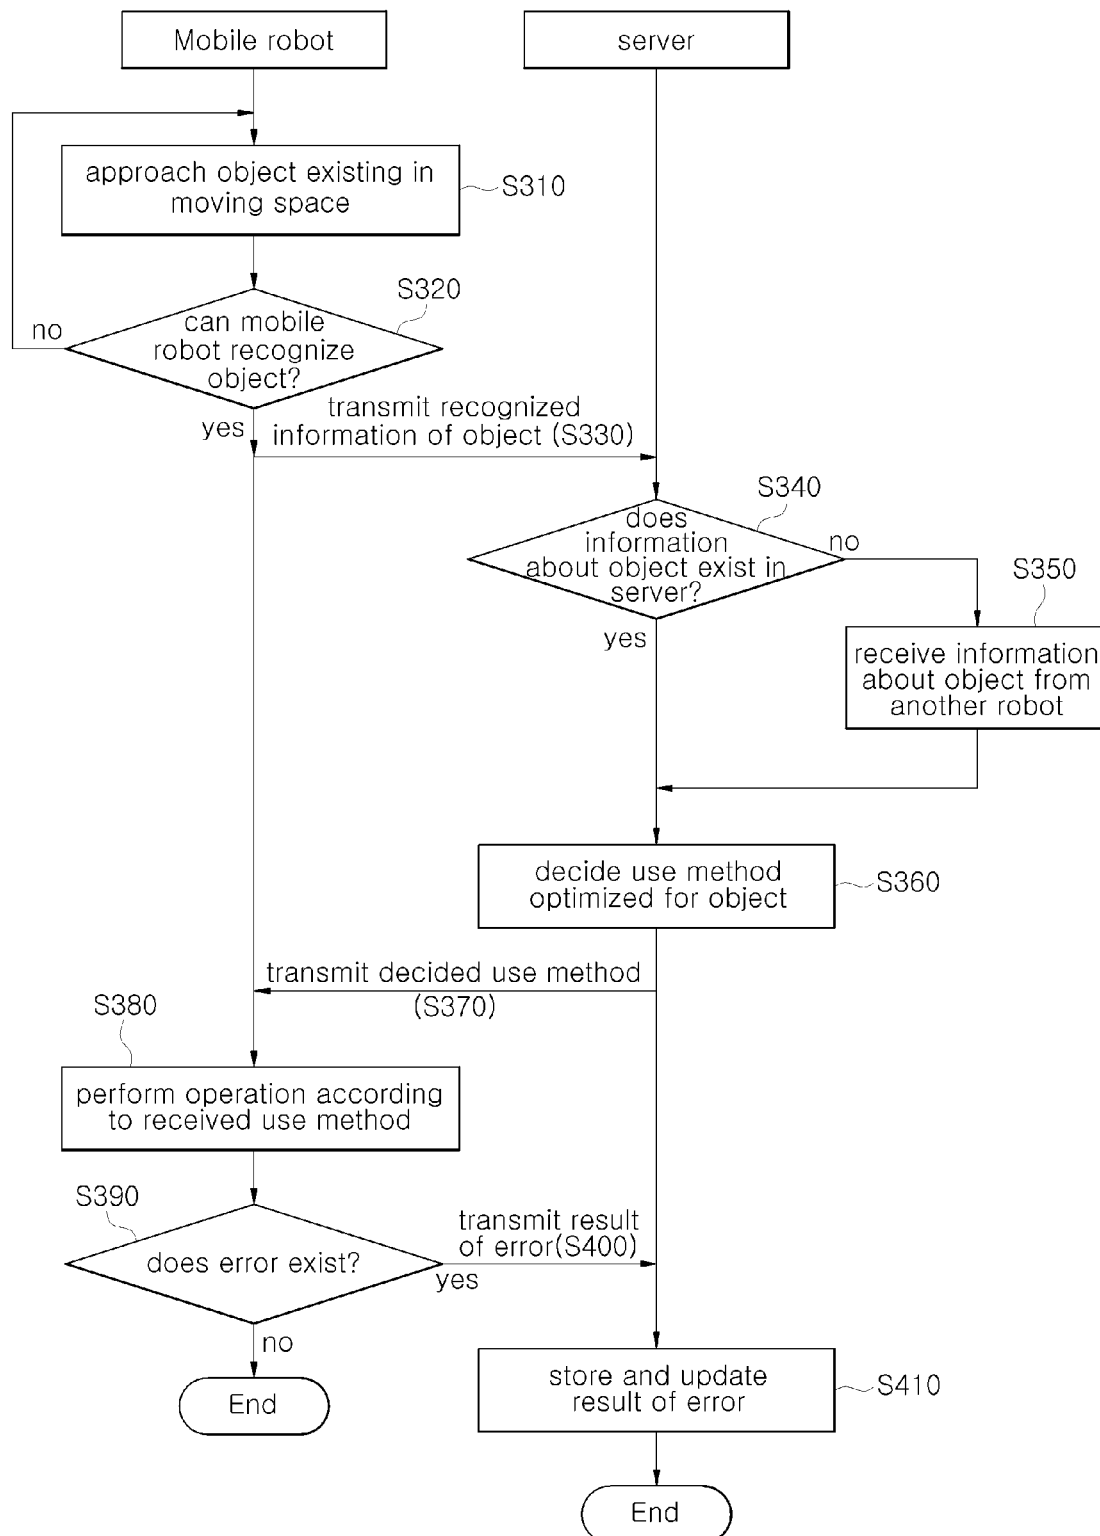 Mobile robot
server
approach object existing in
moving space
S310
S320
can mobile
robot recognize
object?
no
yes
transmit recognized
information of object (S330)
S340
does
information
about object exist in
server?
no
yes
S350
receive information
about object from
another robot
decide use method
optimized for object
S360
transmit decided use method
(S370)
S380
perform operation according
to received use method
S390
does error exist?
transmit result
of error(S400)
yes
no
End
store and update
result of error
S410
End